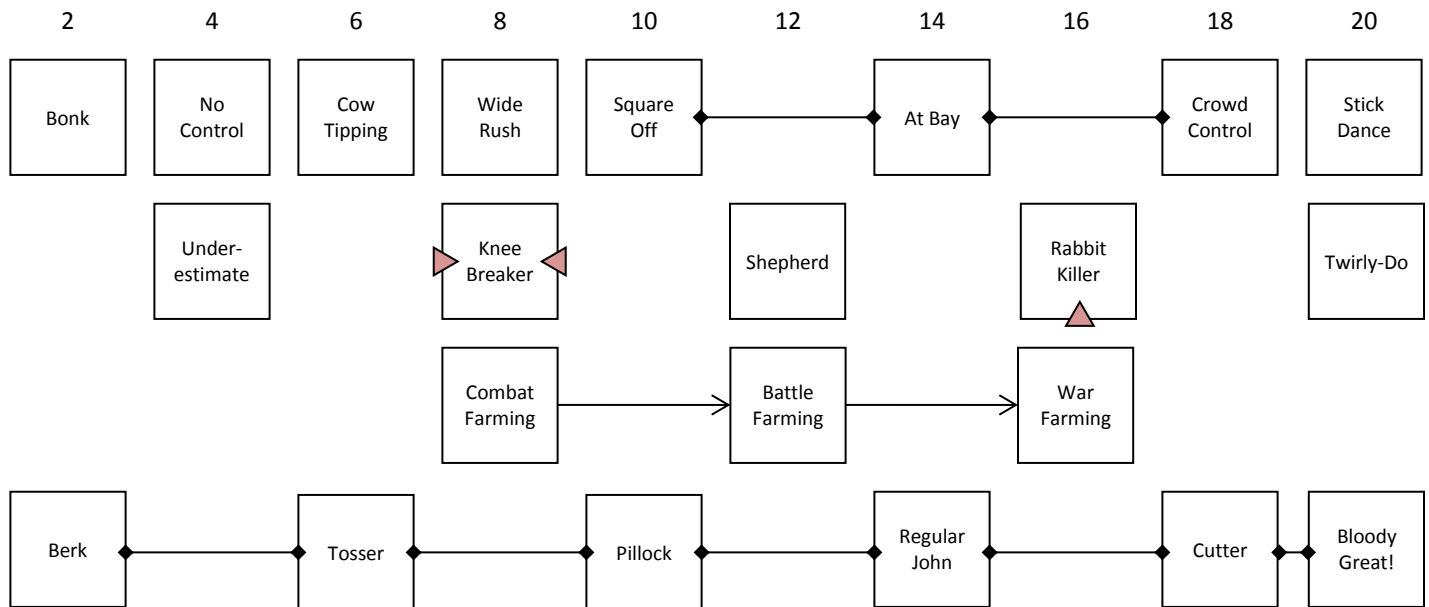 2 4 6 8 10 12 14 16 18 20
Bonk
No
Control
Cow
Tipping
Wide
Rush
Square
Off
At Bay
Crowd
Control
Stick
Dance
Under-
estimate
Knee
Breaker
Shepherd
Rabbit
Killer
Twirly-Do
Combat
Farming
Battle
Farming
War
Farming
Berk
Tosser
Pillock
Regular
John
Cutter
Bloody
Great!